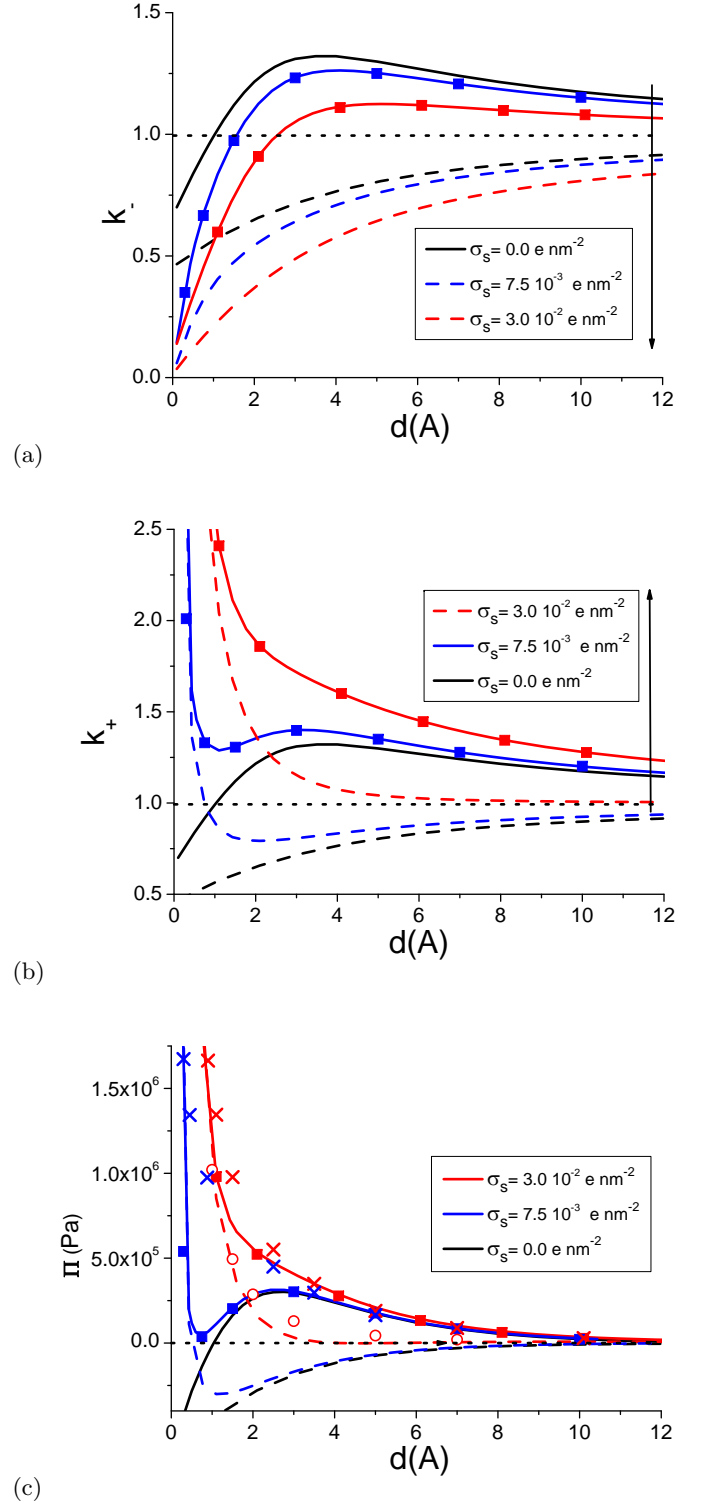 1.5
1.0
0.5
0.0
k-
σs= 0.0 e nm-2
σs= 7.5 10-3 e nm-2
σs= 3.0 10-2 e nm-2
0 2 4 6 8 10 12
d(A)
(a)
2.5
2.0
1.5
1.0
0.5
k+
σs= 3.0 10-2 e nm-2
σs= 7.5 10-3 e nm-2
σs= 0.0 e nm-2
0 2 4 6 8 10 12
d(A)
(b)
1.5x10^6
1.0x10^6
5.0x10^5
0.0
Π (Pa)
σs= 3.0 10-2 e nm-2
σs= 7.5 10-3 e nm-2
σs= 0.0 e nm-2
0 2 4 6 8 10 12
d(A)
(c)